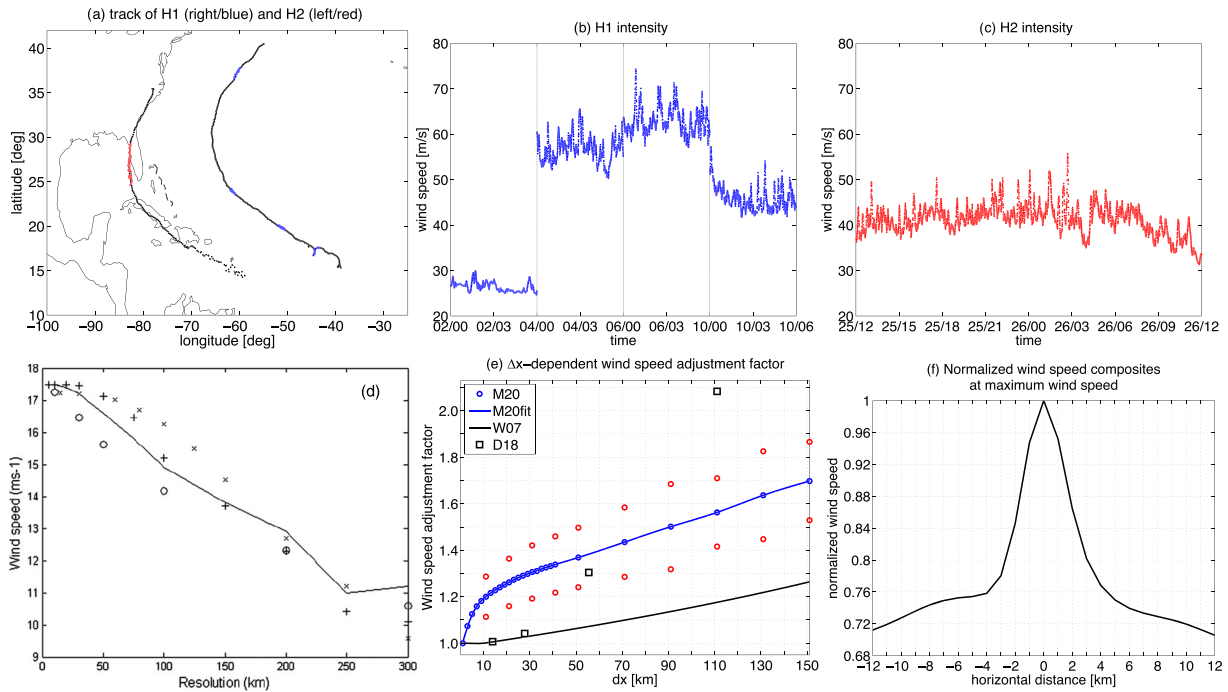 (a) track of H1 (right/blue) and H2 (left/red)
latitude [deg]
40
35
30
25
20
15
10
−100 −90 −80 −70 −60 −50 −40 −30
longitude [deg]
(b) H1 intensity
wind speed [m/s]
80
70
60
50
40
30
20
02/00 02/03 04/00 04/03 06/00 06/03 10/00 10/03 10/06
time
(c) H2 intensity
wind speed [m/s]
80
70
60
50
40
30
20
25/12 25/15 25/18 25/21 26/00 26/03 26/06 26/09 26/12
time
(d)
Wind speed (ms-1)
18
17
16
15
14
13
12
11
10
9
0 50 100 150 200 250 300
Resolution (km)
(e) Δx−dependent wind speed adjustment factor
M20
M20fit
W07
D18
Wind speed adjustment factor
2.0
1.8
1.6
1.4
1.2
1.0
10 30 50 70 90 110 130 150
dx [km]
(f) Normalized wind speed composites
at maximum wind speed
normalized wind speed
1
0.96
0.92
0.88
0.84
0.8
0.76
0.72
0.68
−12 −10 −8 −6 −4 −2 0 2 4 6 8 10 12
horizontal distance [km]